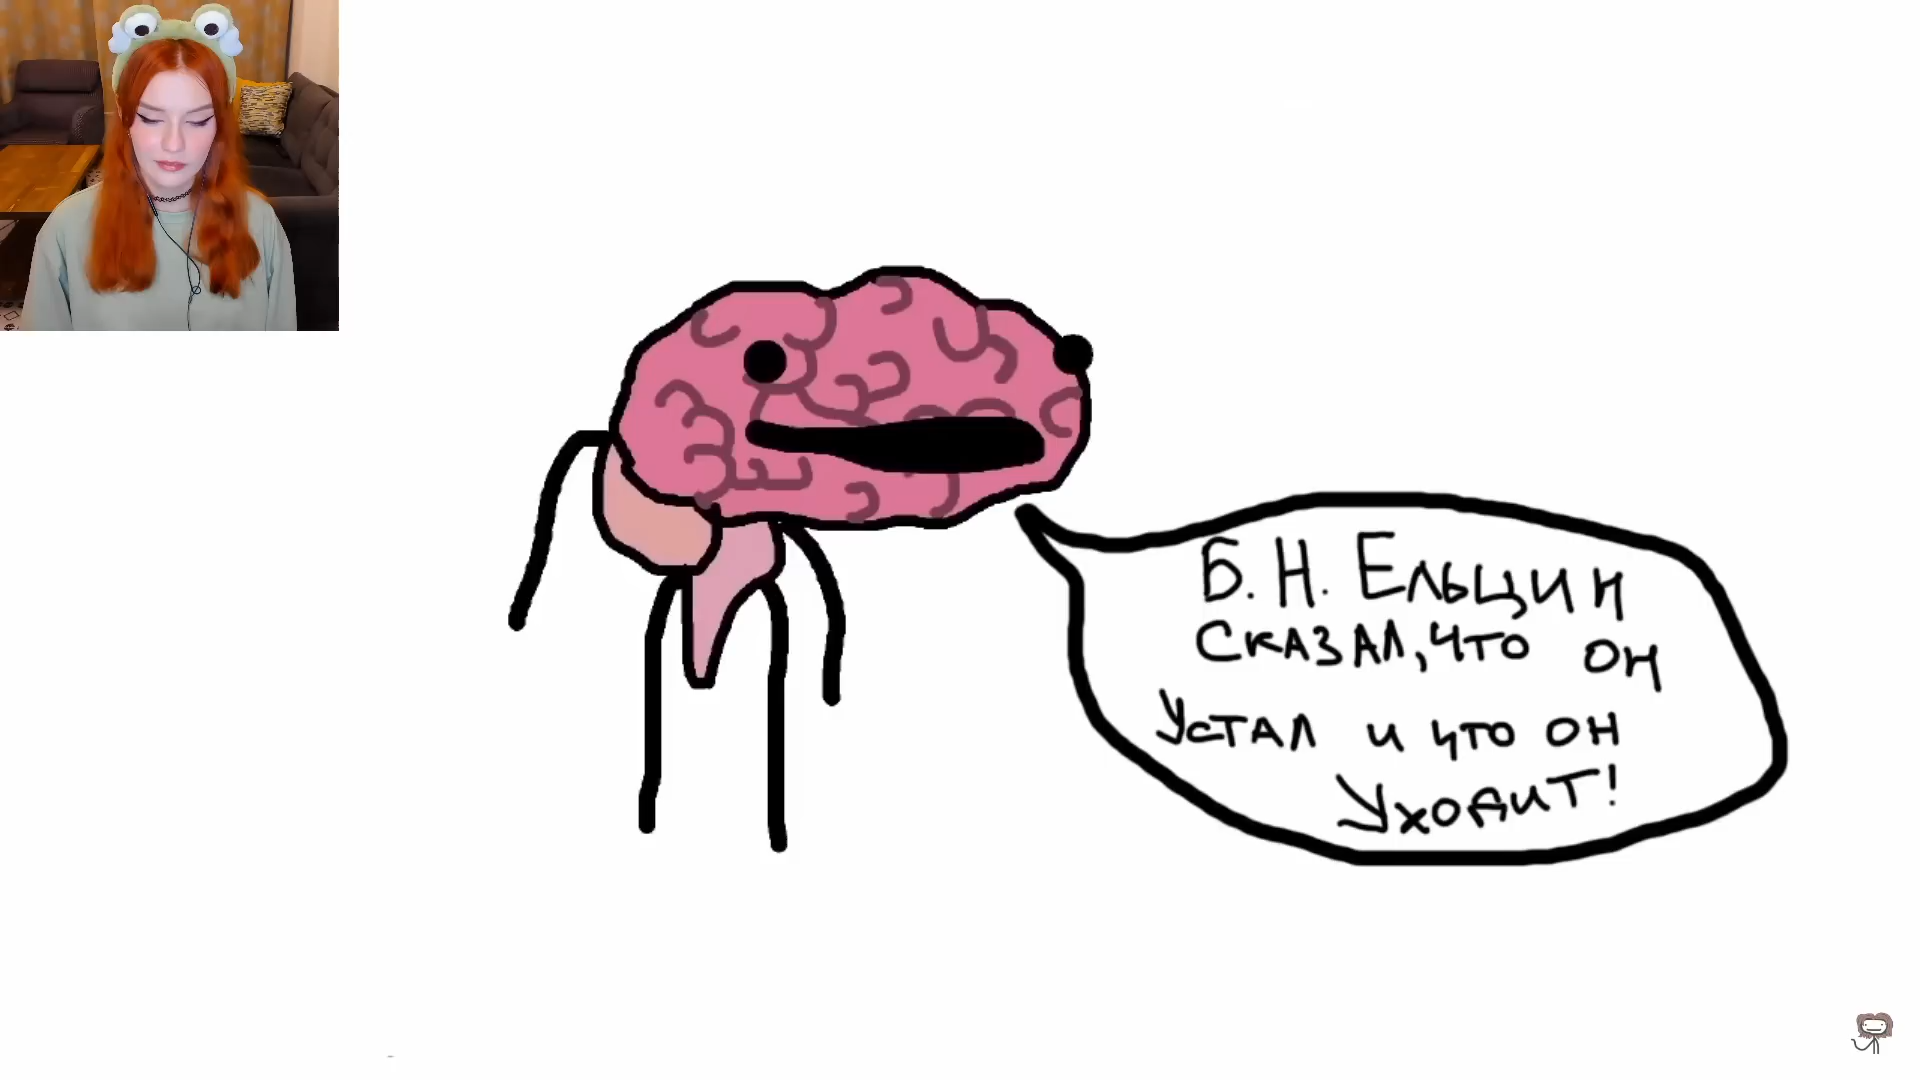 Б. Н. Ельцин
сказал, что он
устал и что он
уходит!